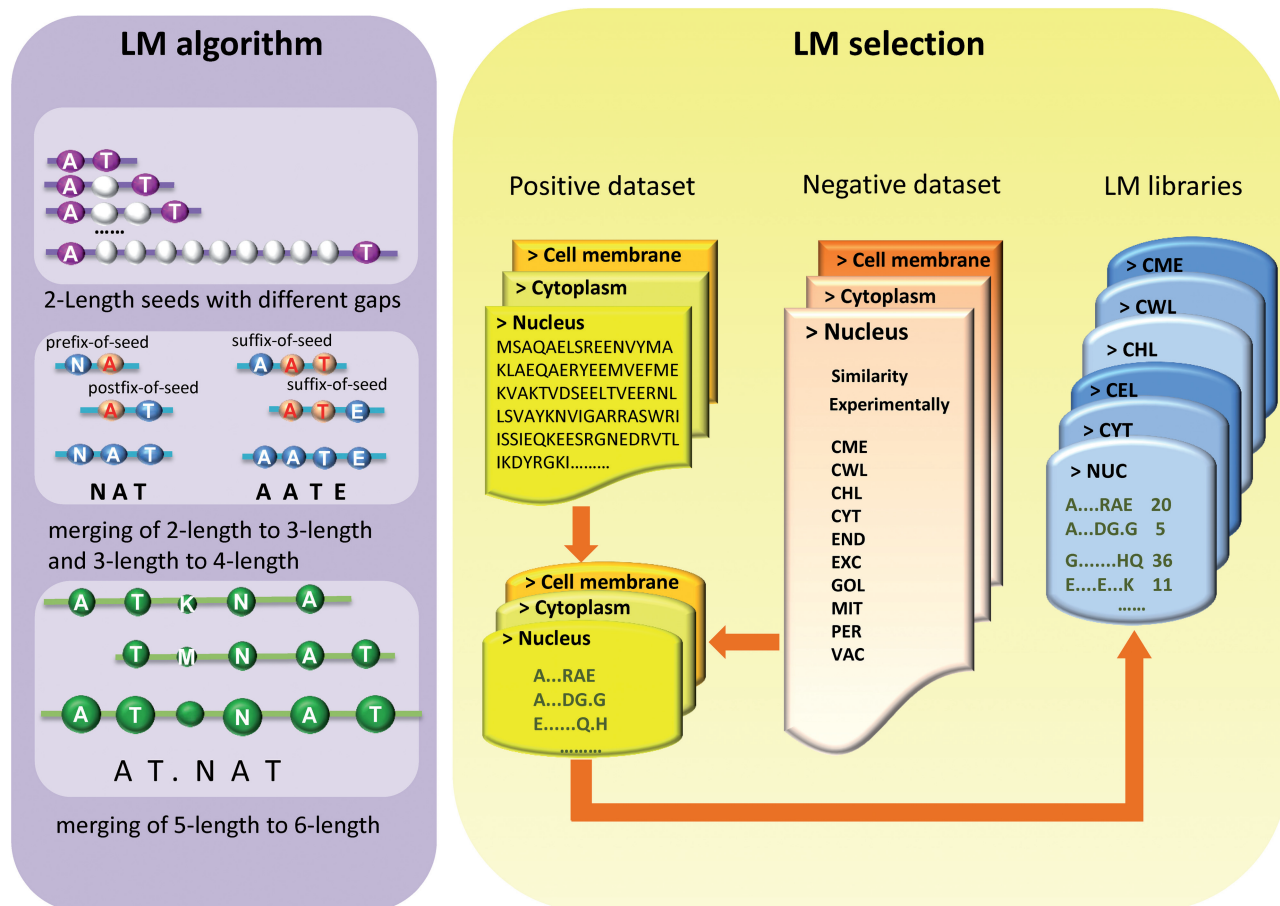 LM algorithm
A T
A T
A T
......
A T
2-Length seeds with different gaps
prefix-of-seed
N A
postfix-of-seed
A T
N A T
N A T
suffix-of-seed
A A T
suffix-of-seed
A T E
A A T E
A A T E
merging of 2-length to 3-length
and 3-length to 4-length
A T K N A
T M N A T
A T N A T
A T . N A T
merging of 5-length to 6-length
LM selection
Positive dataset
> Cell membrane
> Cytoplasm
> Nucleus
MSAQAELSREENVYMA
KLAEQAERYEEMVEFME
KVAKTVDSEELTVEERNL
LSVAYKNVIGARRASWRI
ISSIEQKEESRGNEDRVTL
IKDYRGKI.........
> Cell membrane
> Cytoplasm
> Nucleus
A...RAE
A...DG.G
E......Q.H
.........
Negative dataset
> Cell membrane
> Cytoplasm
> Nucleus
Similarity
Experimentally
CME
CWL
CHL
CYT
END
EXC
GOL
MIT
PER
VAC
LM libraries
> CME
> CWL
> CHL
> CEL
> CYT
> NUC
A....RAE 20
A...DG.G 5
G.......HQ 36
E....E...K 11
......